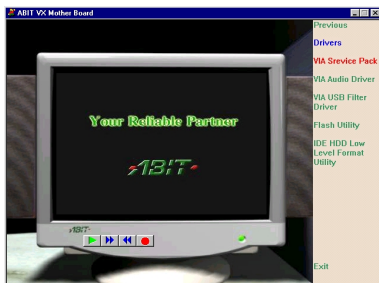 ABIT VX Mother Board
Previous
Drivers
VIA Srevice Pack
VIA Audio Driver
VIA USB Filter
Driver
Flash Utility
IDE HDD Low
Level Format
Utility
Exit
Your Reliable Partner
ABIT
ABIT